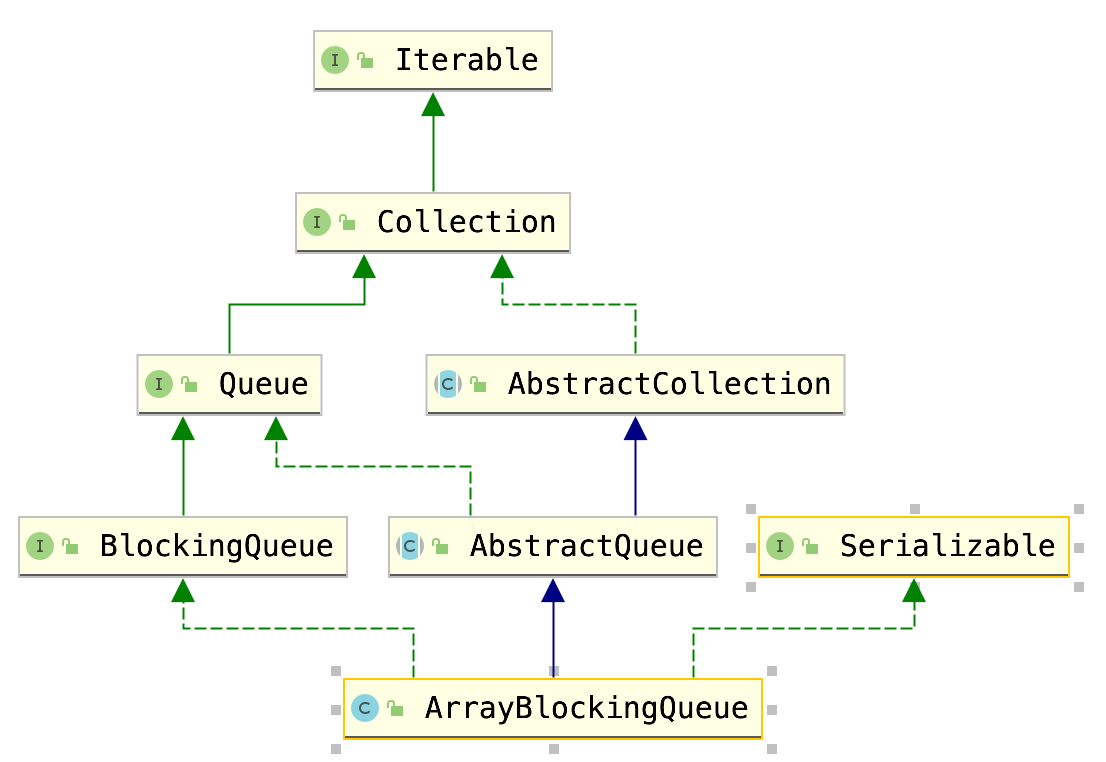 I Iterable
I Collection
I Queue
C AbstractCollection
I BlockingQueue
C AbstractQueue
I Serializable
C ArrayBlockingQueue